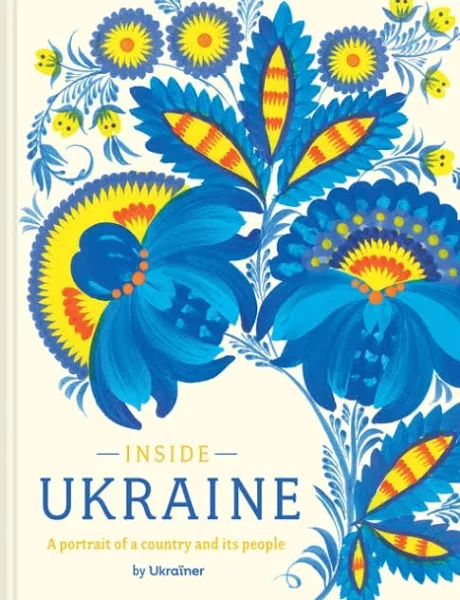 — INSIDE —
UKRAINE
A portrait of a country and its people
by Ukraïner